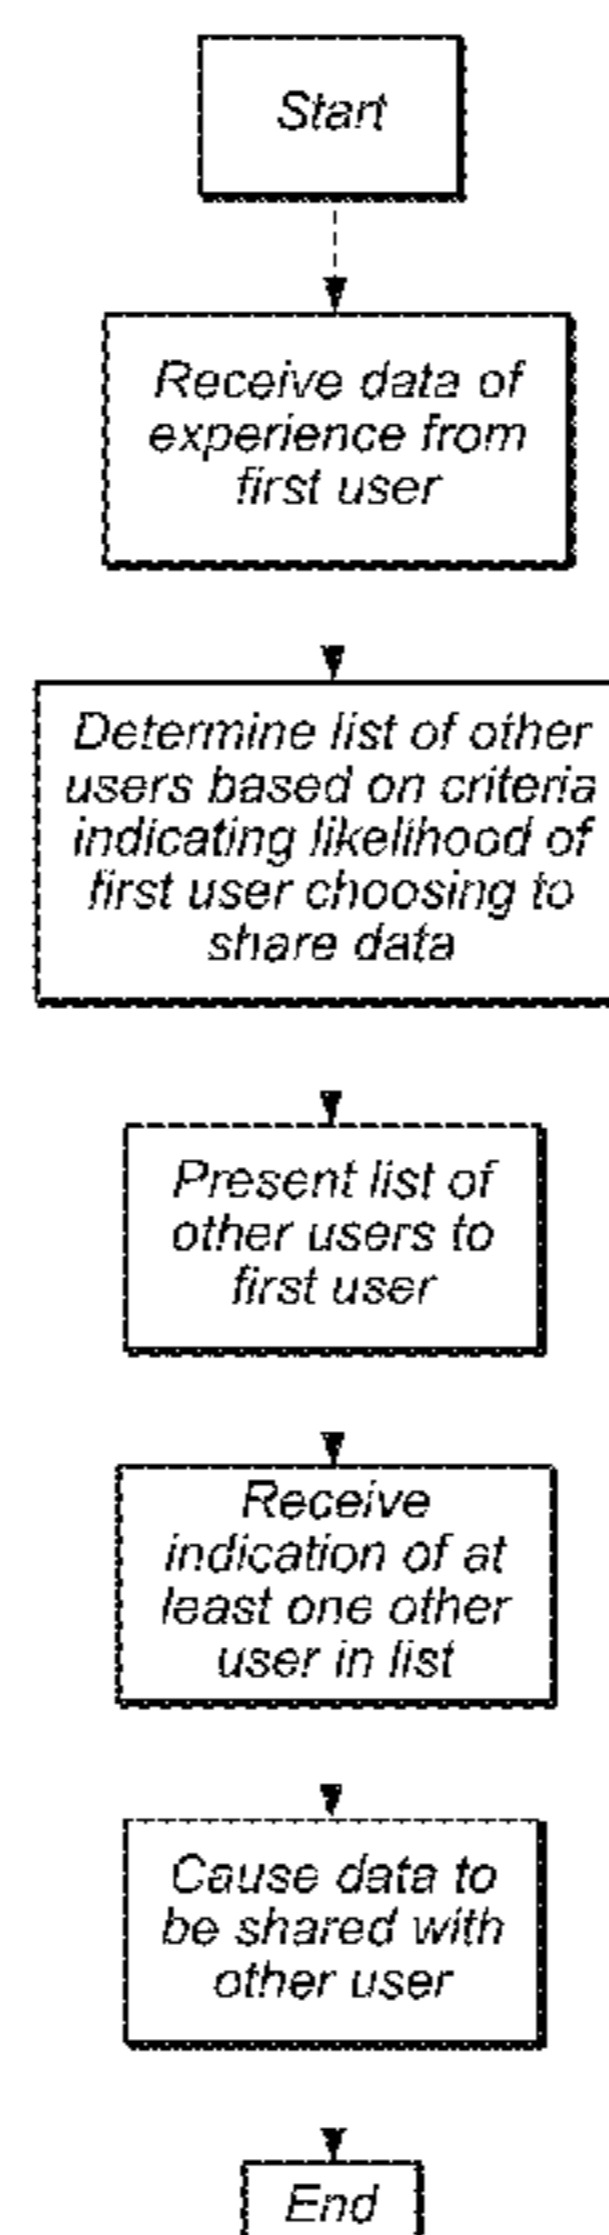 Start
Receive data of
experience from
first user
Determine list of other
users based on criteria
indicating likelihood of
first user choosing to
share data
Present list of
other users to
first user
Receive
indication of at
least one other
user in list
Cause data to
be shared with
other user
End